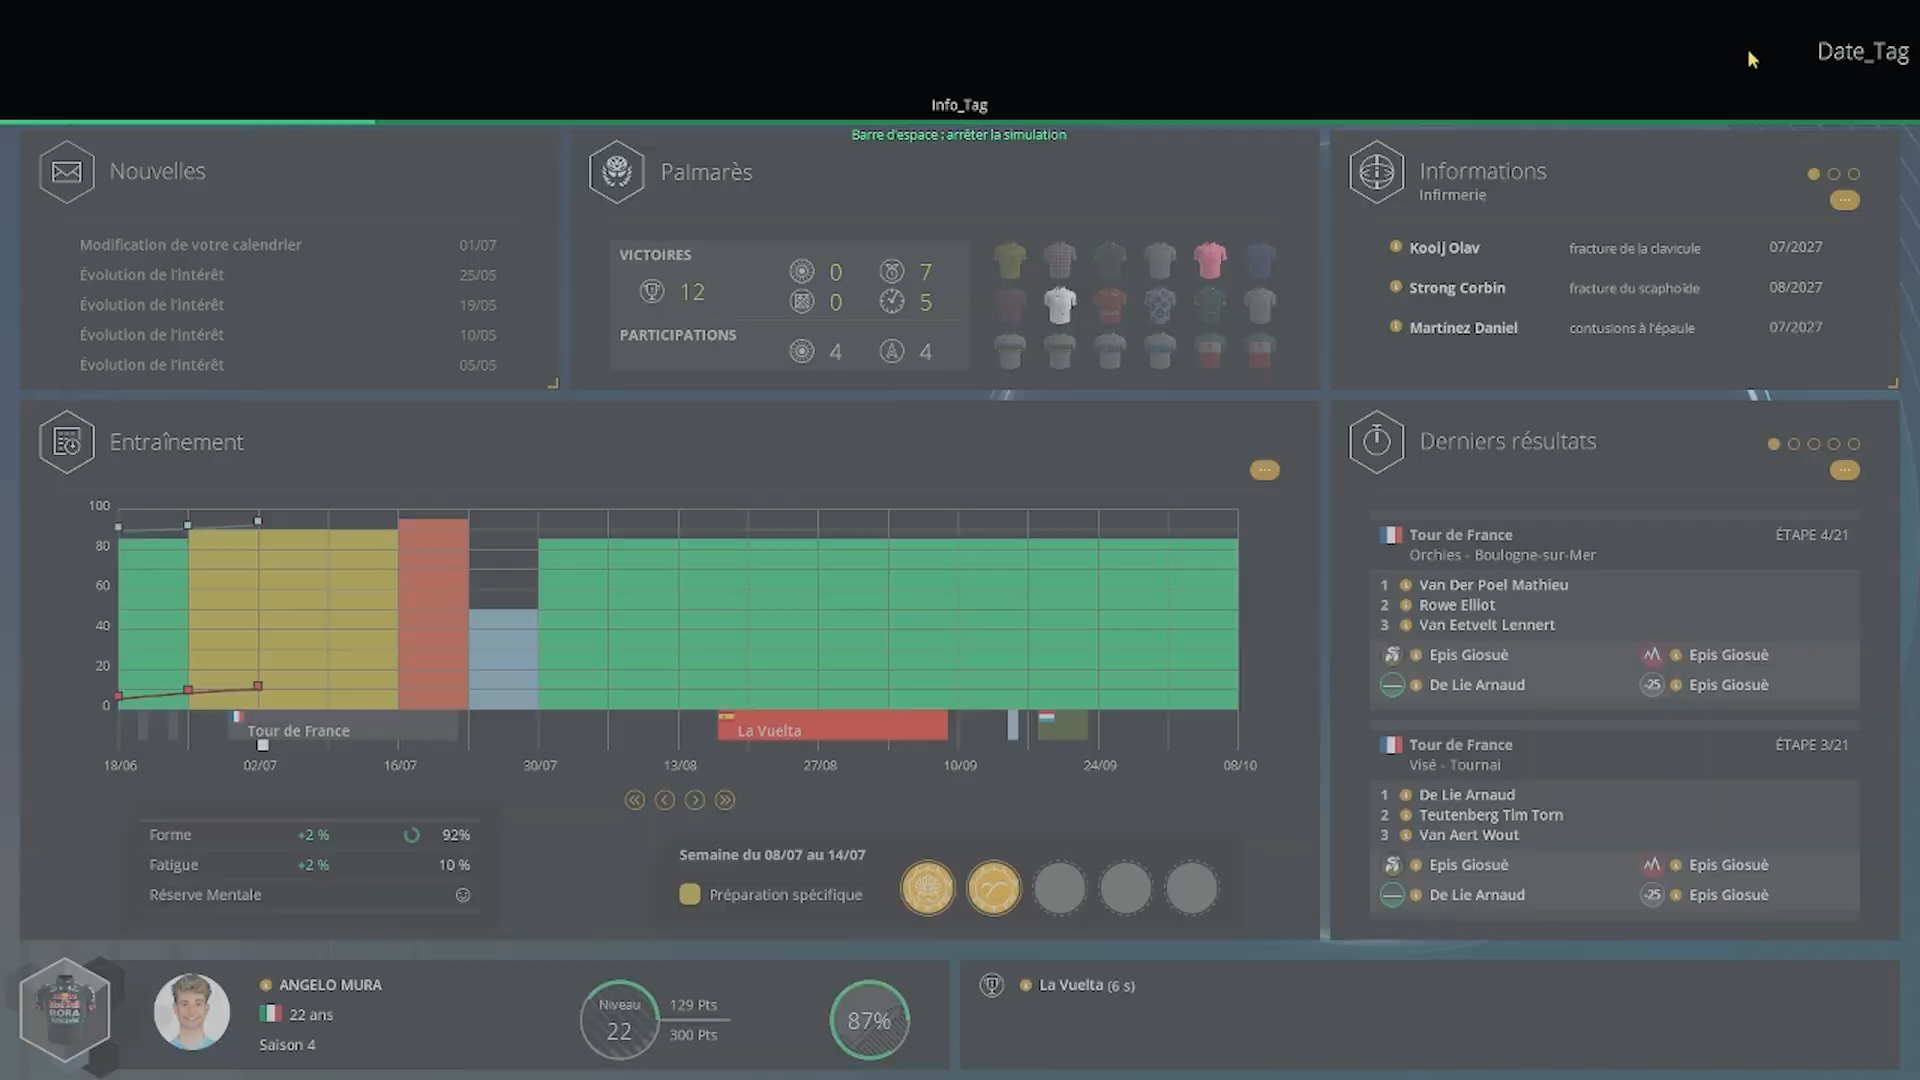 Date_Tag
Info_Tag
Barre d'espace : arrêter la simulation
Nouvelles
Modification de votre calendrier 01/07
Évolution de l'intérêt 25/05
Évolution de l'intérêt 19/05
Évolution de l'intérêt 10/05
Évolution de l'intérêt 05/05
Palmarès
VICTOIRES
12
0 7
0 5
PARTICIPATIONS
4 4
Informations
Infirmerie
Kooij Olav fracture de la clavicule 07/2027
Strong Corbin fracture du scaphoïde 08/2027
Martínez Daniel contusions à l'épaule 07/2027
Entraînement
100
80
60
40
20
0
Tour de France
La Vuelta
18/06 02/07 16/07 30/07 13/08 27/08 10/09 24/09 08/10
Forme +2 % 92%
Fatigue +2 % 10 %
Réserve Mentale
Semaine du 08/07 au 14/07
Préparation spécifique
Derniers résultats
Tour de France ÉTAPE 4/21
Orchies - Boulogne-sur-Mer
1 Van Der Poel Mathieu
2 Rowe Elliot
3 Van Eetvelt Lennert
Epis Giosuè Epis Giosuè
De Lie Arnaud -25 Epis Giosuè
Tour de France ÉTAPE 3/21
Visé - Tournai
1 De Lie Arnaud
2 Teutenberg Tim Torn
3 Van Aert Wout
Epis Giosuè Epis Giosuè
De Lie Arnaud -25 Epis Giosuè
BORA
ANGELO MURA
22 ans
Saison 4
Niveau
22
129 Pts
300 Pts
87%
La Vuelta (6 s)